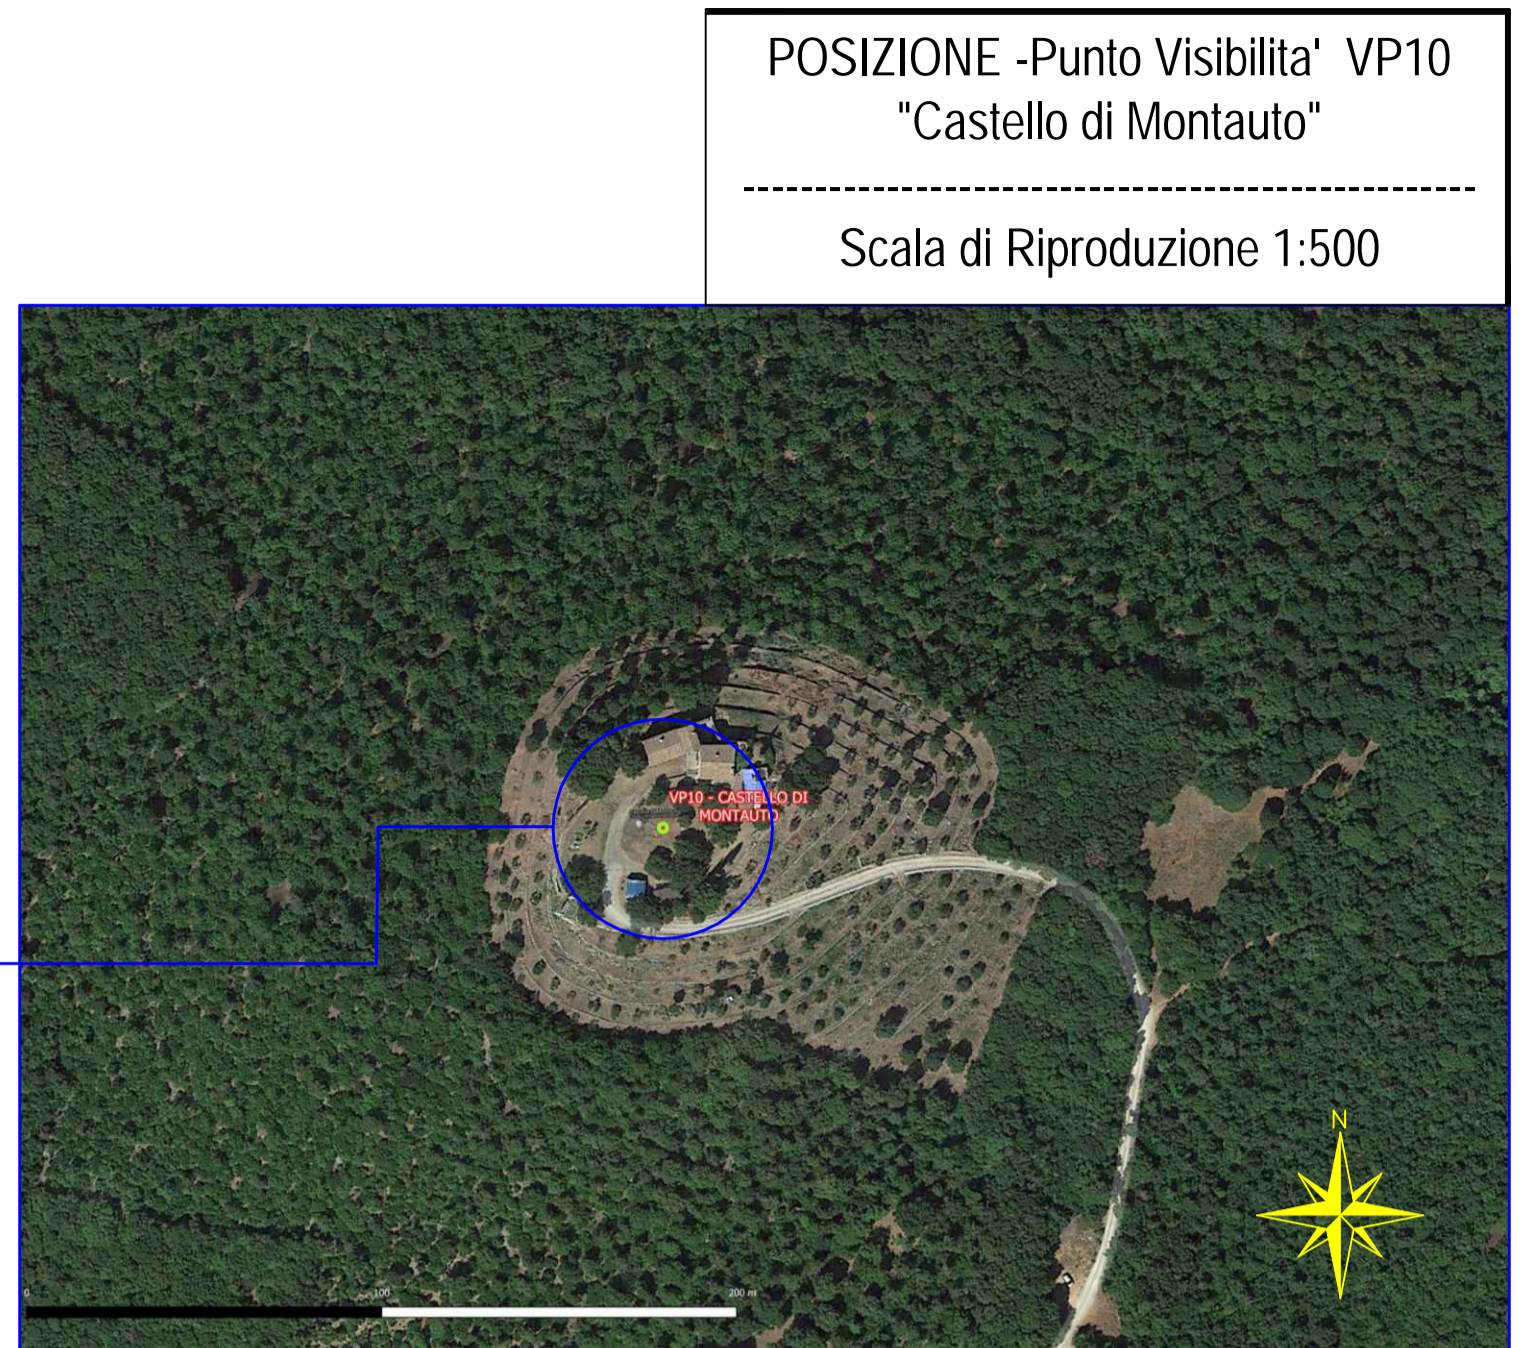 POSIZIONE -Punto Visibilita' VP10
"Castello di Montauto"
Scala di Riproduzione 1:500
VP10 - CASTELLO DI
MONTAUTO
N
0 100 200 m